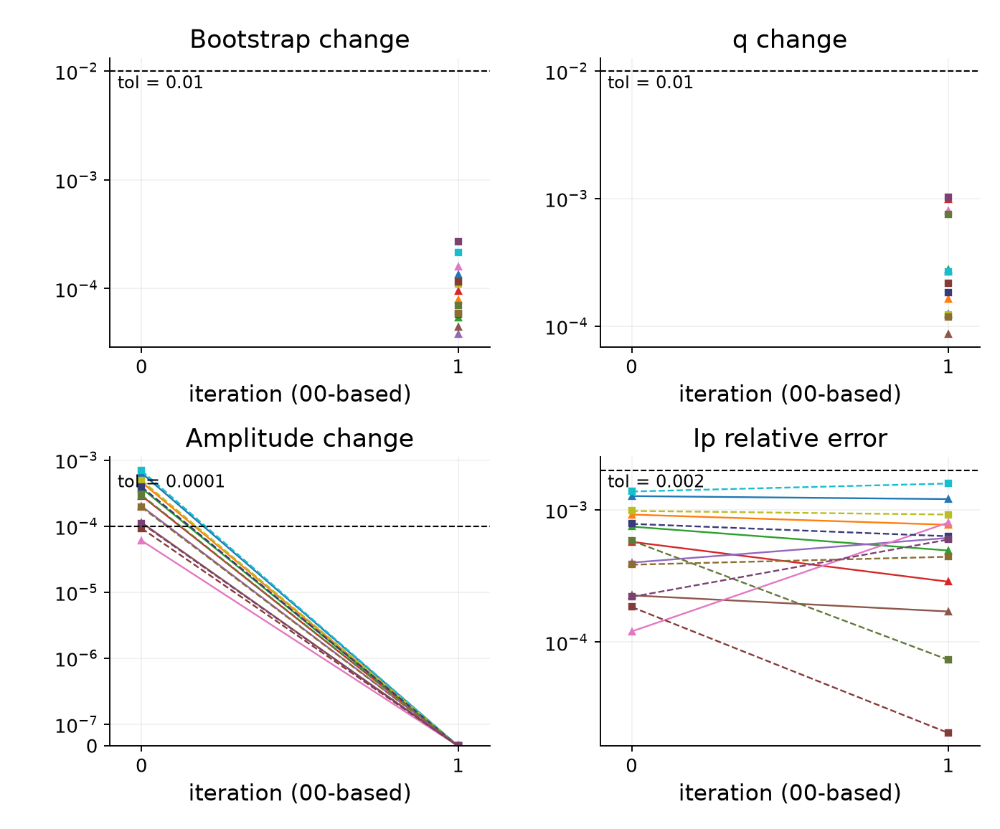 Bootstrap change
10⁻²
tol = 0.01
10⁻³
10⁻⁴
0 1
iteration (00-based)
q change
10⁻²
tol = 0.01
10⁻³
10⁻⁴
0 1
iteration (00-based)
Amplitude change
10⁻³
tol = 0.0001
10⁻⁴
10⁻⁵
10⁻⁶
10⁻⁷
0
0 1
iteration (00-based)
Ip relative error
tol = 0.002
10⁻³
10⁻⁴
0 1
iteration (00-based)